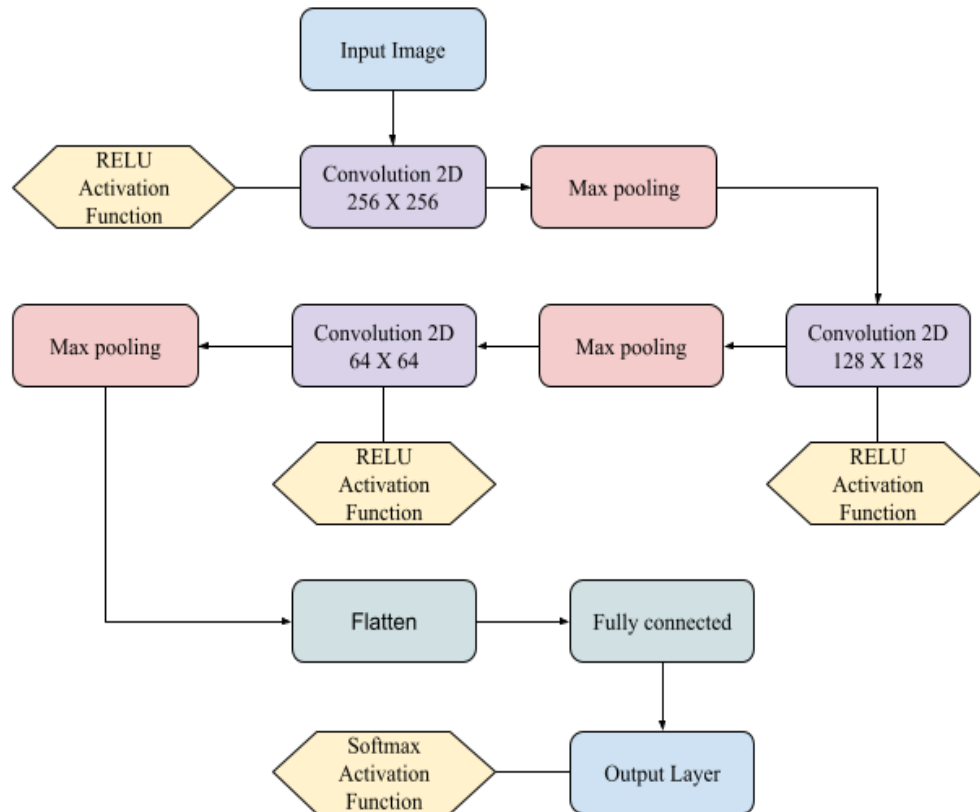 Input Image
RELU
Activation
Function
Convolution 2D
256 X 256
Max pooling
Max pooling
Convolution 2D
64 X 64
Max pooling
Convolution 2D
128 X 128
RELU
Activation
Function
RELU
Activation
Function
Flatten
Fully connected
Softmax
Activation
Function
Output Layer